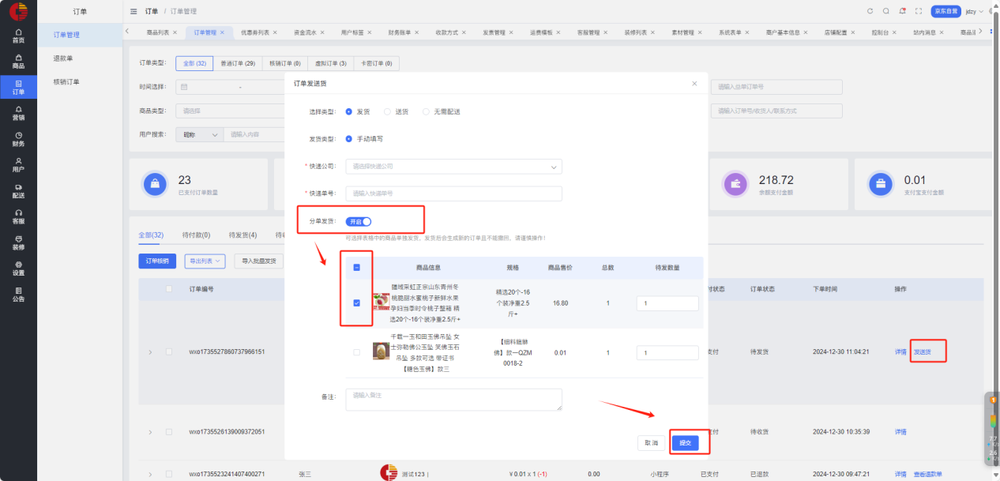 订单
订单 / 订单管理
京东自营
jdzy
首页
商品
订单
营销
财务
用户
配送
客服
装修
设置
公告
订单管理
退款单
核销订单
商品列表 ×
订单管理 ×
优惠券列表 ×
资金流水 ×
用户标签 ×
财务账单 ×
收款方式 ×
发票管理 ×
运费模板 ×
客服管理 ×
装修列表 ×
素材管理 ×
系统表单 ×
商户基本信息 ×
店铺配置 ×
控制台 ×
站内消息 ×
订单类型:
全部 (32)
普通订单 (29)
核销订单 (0)
虚拟订单 (3)
卡密订单 (0)
时间选择:
-
请输入总单订单号
商品类型:
请选择
请输入订单号/收货人/联系方式
用户搜索:
昵称
请输入内容
23
已支付订单数量
218.72
余额支付金额
0.01
支付宝支付金额
全部(32)
待付款(0)
待发货(4)
订单核销
导出列表
导入批量发货
订单编号
付状态
订单状态
下单时间
操作
wxo1735527860737966151
支付
待发货
2024-12-30 11:04:21
详情
发送货
wxo1735526139009372051
支付
待收货
2024-12-30 10:35:39
详情
wxo1735523241407400271
张三
测试123 |
￥0.01 x 1 (-1)
0.00
小程序
已支付
已退款
2024-12-30 09:47:21
详情
查看退款单
订单发送货
×
选择类型:
发货
送货
无需配送
发货类型:
手动填写
* 快递公司:
请选择快递公司
* 快递单号:
请输入快递单号
分单发货:
开启
可选择表格中的商品单独发货，发货后会生成新的订单且不能撤回，请谨慎操作!
商品信息
规格
商品售价
总数
待发数量
膳域采虹正宗山东青州冬
桃脆甜水蜜桃子新鲜水果
孕妇当季时令桃子整箱 精
选20个-16个装净重2.5斤+
精选20个-16
个装净重2.5
斤+
16.80
1
1
千载一玉和田玉佛吊坠 女
士弥勒佛公玉坠 笑佛玉石
吊坠 多款可选 带证书
【糖色玉佛】款三
佛】款一QZM
0018-2
0.01
1
1
备注:
请输入备注
取 消
提交